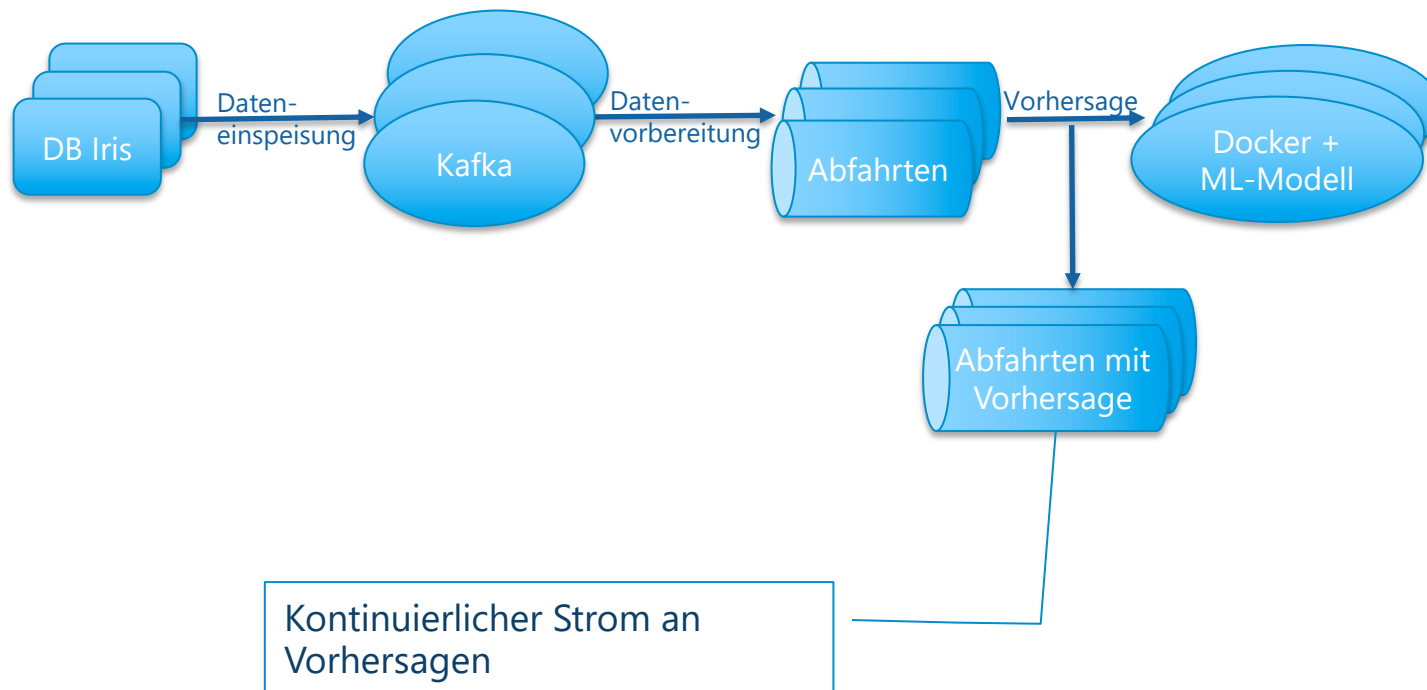 DB Iris
Daten-
einspeisung
Kafka
Daten-
vorbereitung
Abfahrten
Vorhersage
Docker +
ML-Modell
Abfahrten mit
Vorhersage
Kontinuierlicher Strom an
Vorhersagen